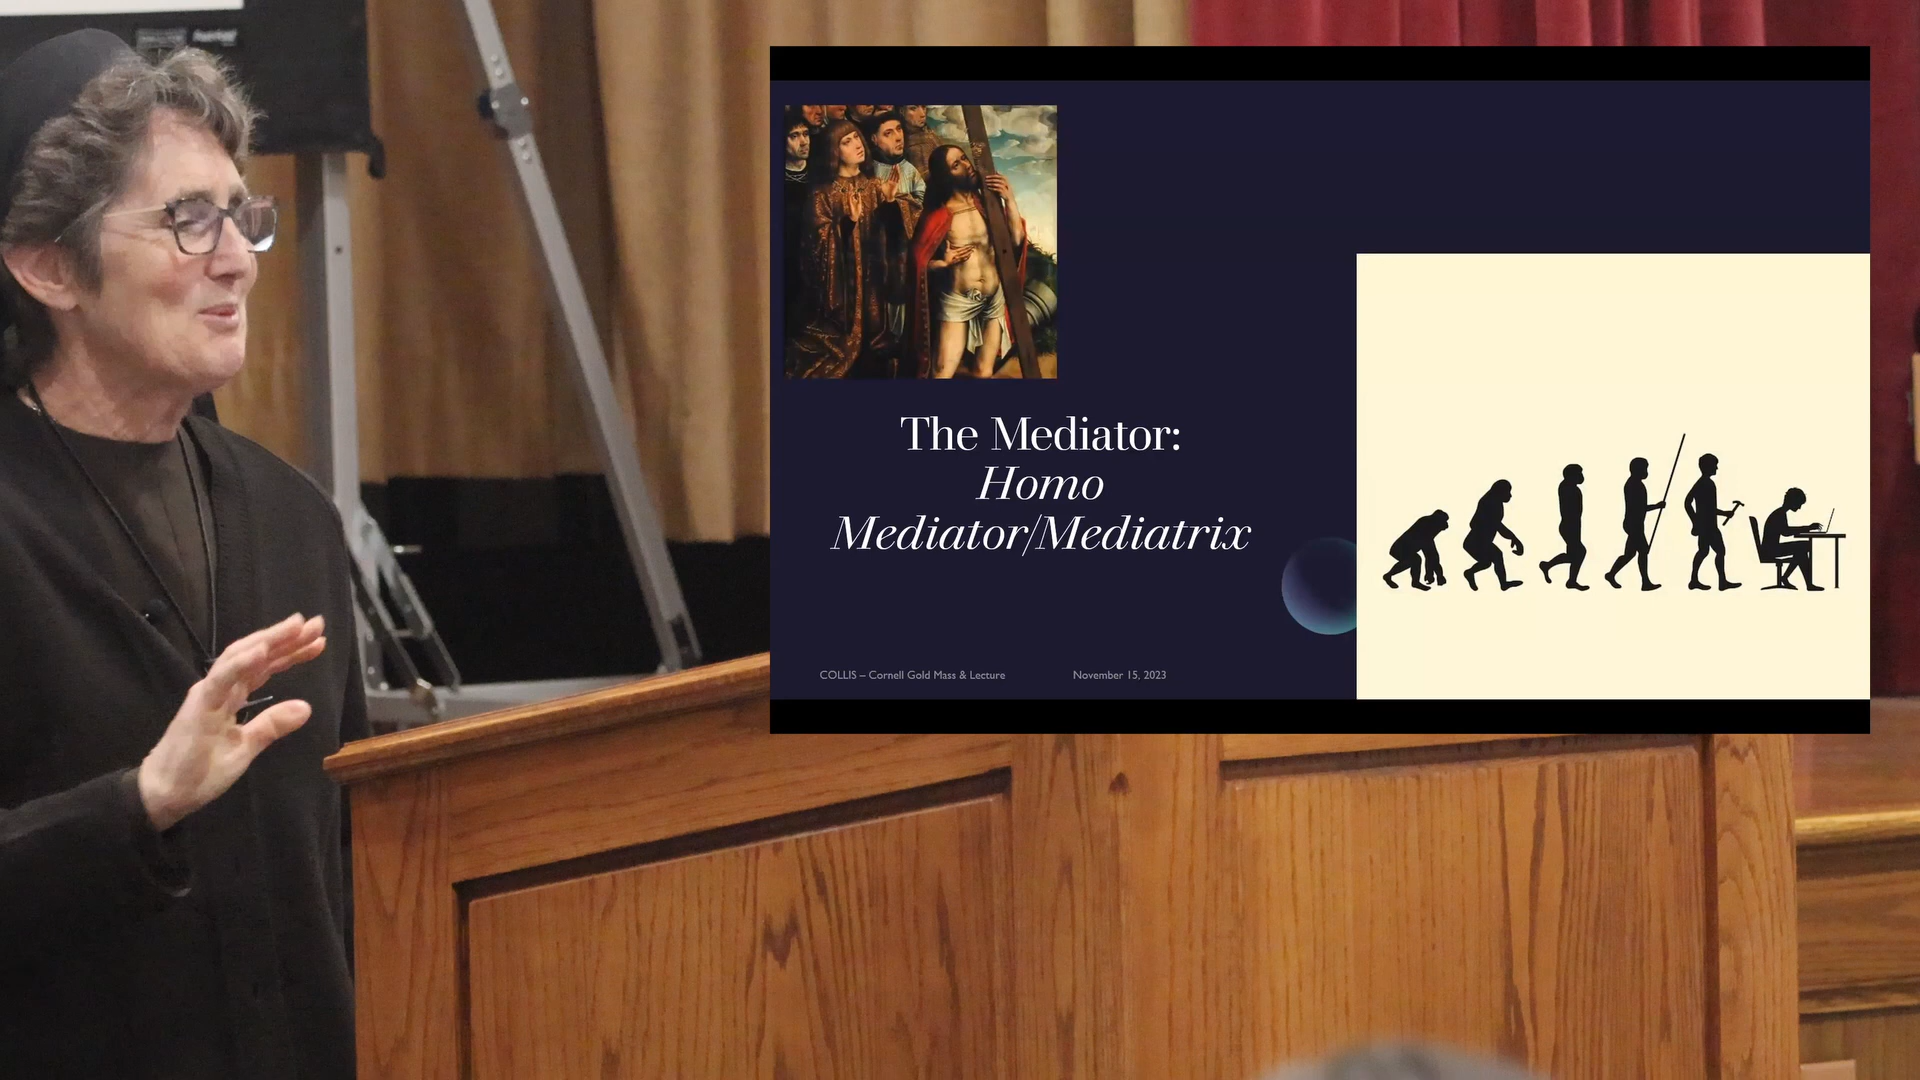 The Mediator:
Homo
Mediator/Mediatrix
COLLIS – Cornell Gold Mass & Lecture
November 15, 2023